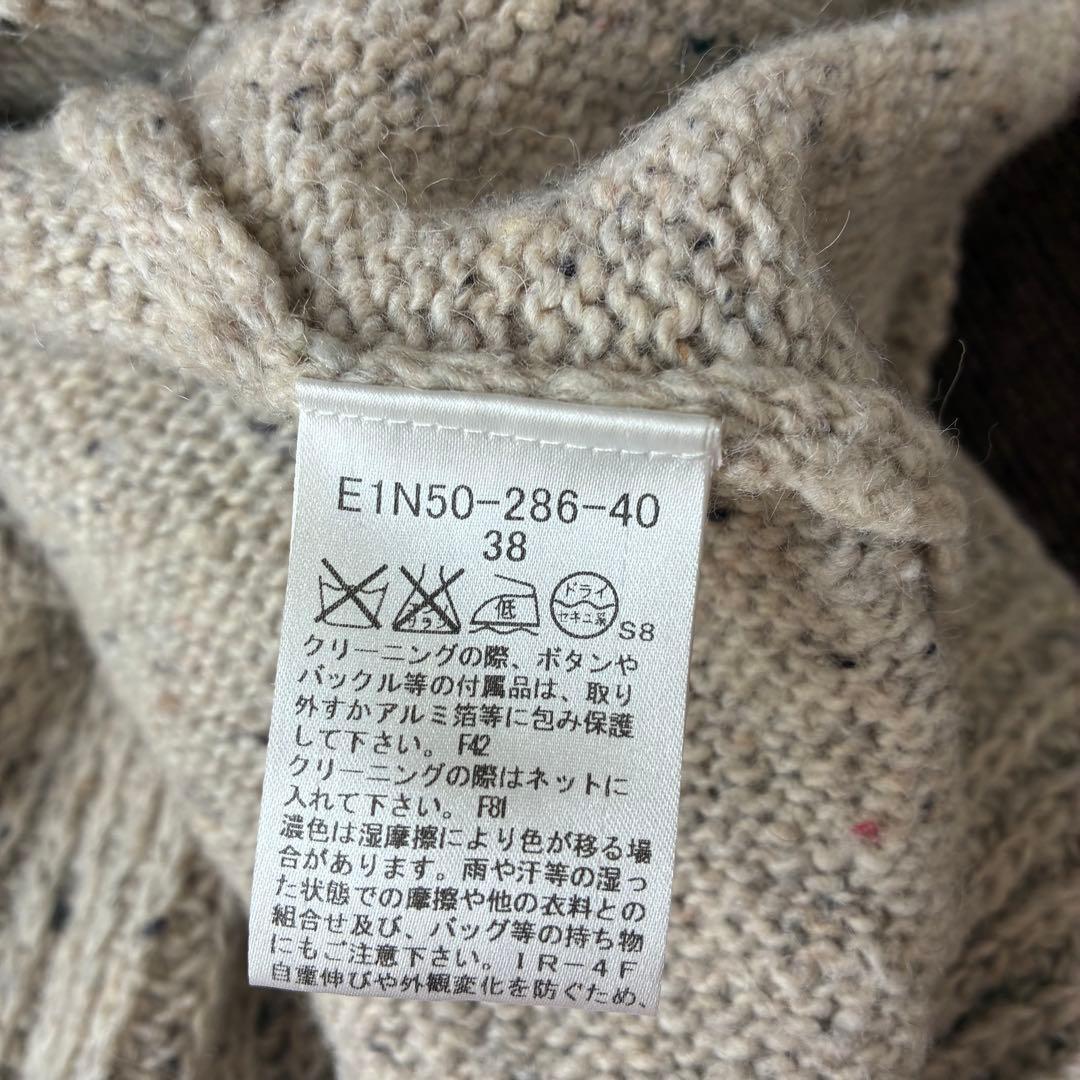 E1N50-286-40
38
エンソ サラシ 低 ドライ セキユ系 S8
クリーニングの際、ボタンや
バックル等の付属品は、取り
外すかアルミ箔等に包み保護
して下さい。 F42
クリーニングの際はネットに
入れて下さい。 F81
濃色は湿摩擦により色が移る場
合があります。雨や汗等の湿っ
た状態での摩擦や他の衣料との
組合せ及び、バッグ等の持ち物
にもご注意下さい。IR-4F
自重伸びや外観変化を防ぐため、